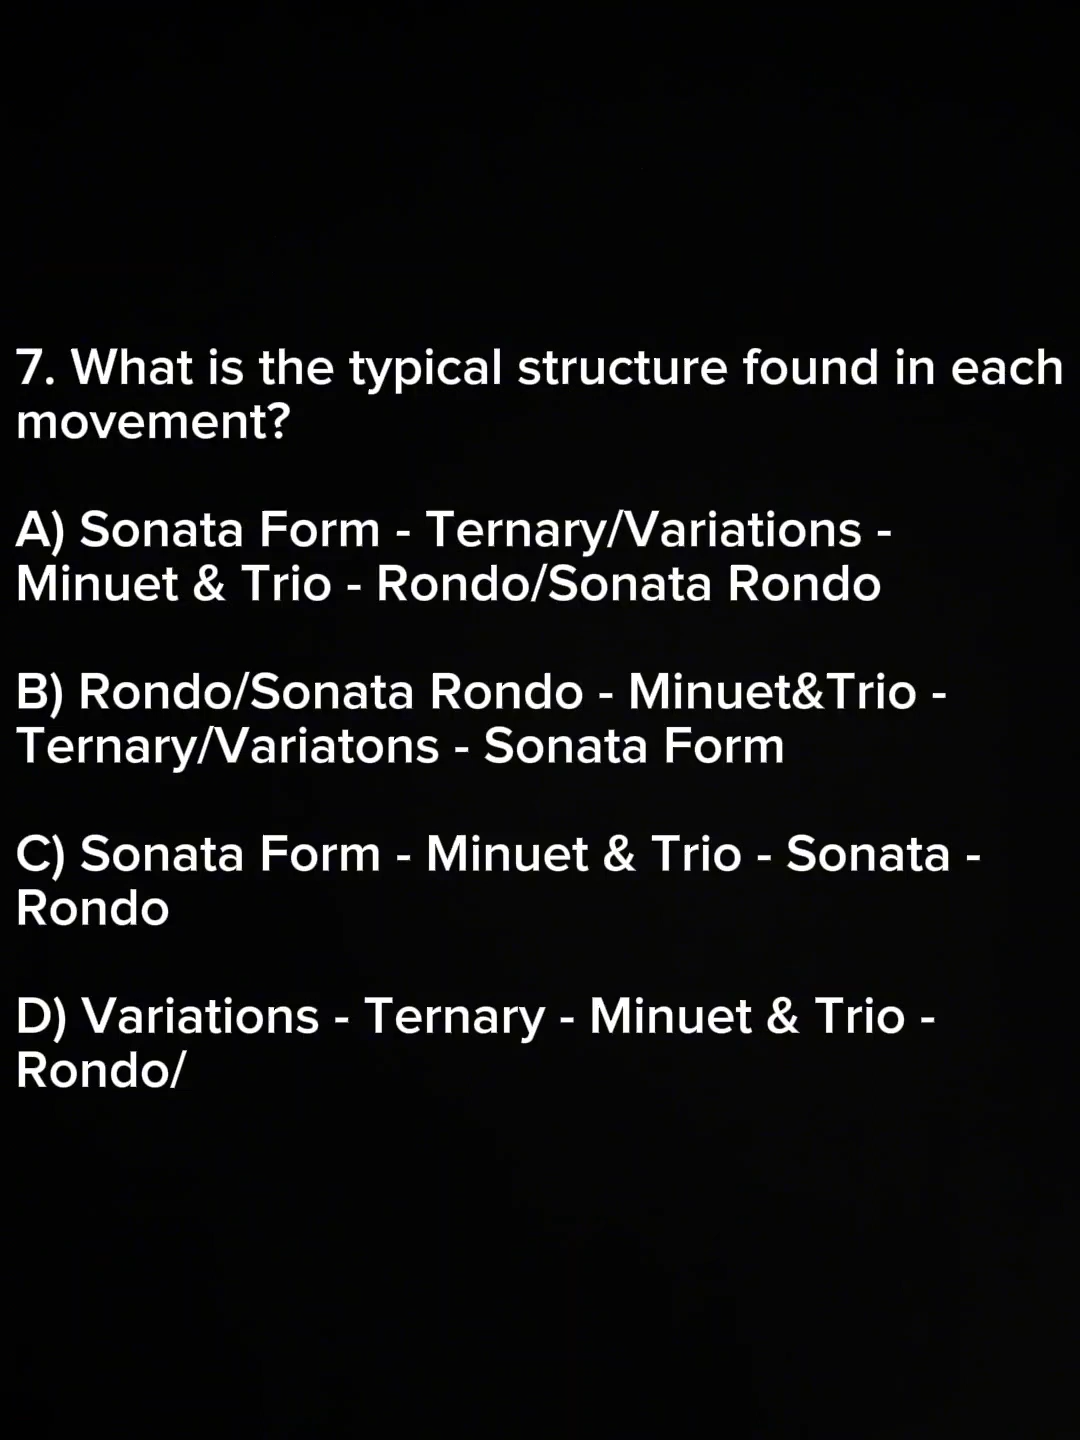 7. What is the typical structure found in each
movement?
A) Sonata Form - Ternary/Variations -
Minuet & Trio - Rondo/Sonata Rondo
B) Rondo/Sonata Rondo - Minuet&Trio -
Ternary/Variatons - Sonata Form
C) Sonata Form - Minuet & Trio - Sonata -
Rondo
D) Variations - Ternary - Minuet & Trio -
Rondo/